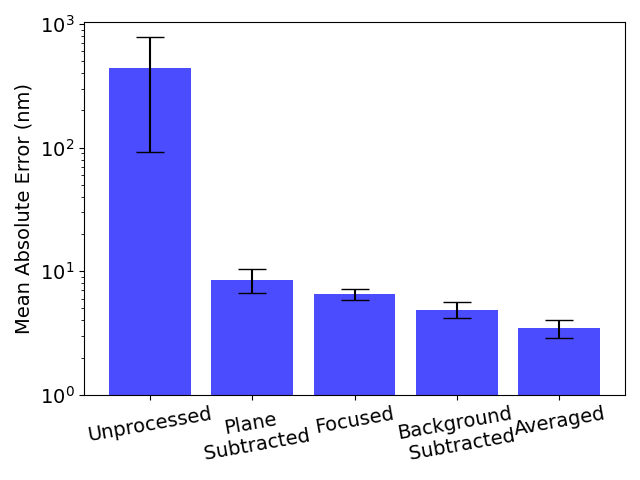 10³
10²
10¹
10⁰
Mean Absolute Error (nm)
Unprocessed
Plane
Subtracted
Focused
Background
Subtracted
Averaged